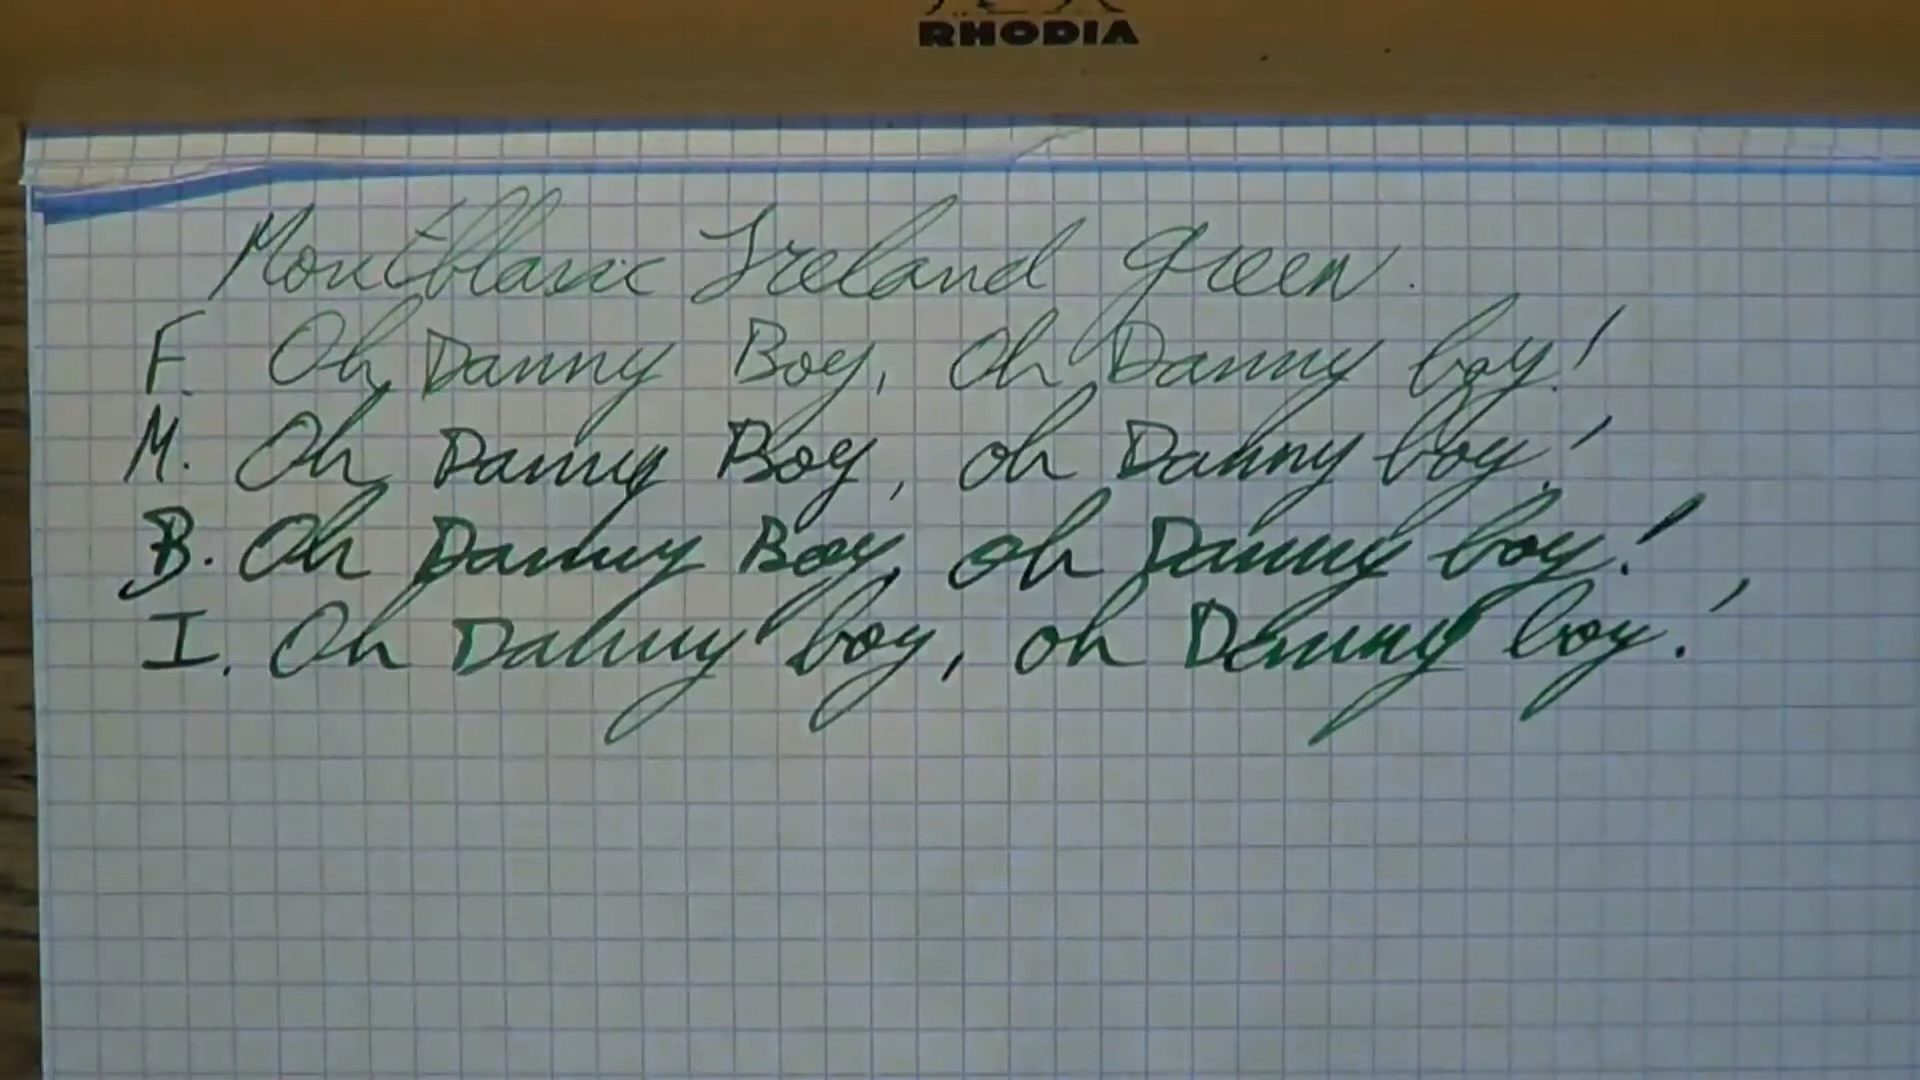 RHODIA
Montblanc Ireland green.
F. Oh, Danny Boy, Oh Danny boy!
M. Oh, Danny Boy, oh Danny boy!
B. Oh Danny Boy, oh Danny boy!
I. Oh Danny boy, oh Danny boy!